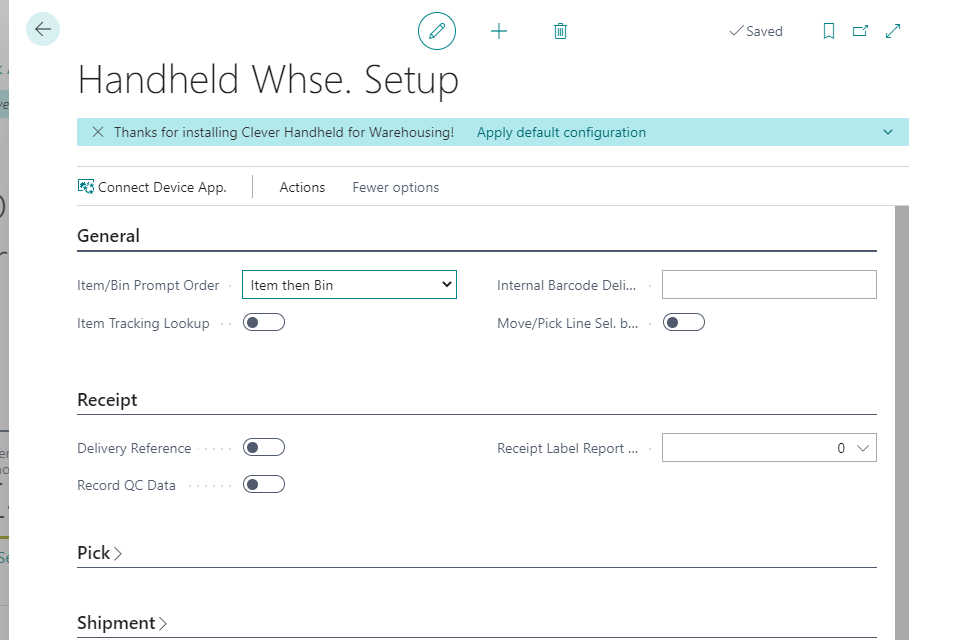 Saved
Handheld Whse. Setup
Thanks for installing Clever Handheld for Warehousing! Apply default configuration
Connect Device App. Actions Fewer options
General
Item/Bin Prompt Order Item then Bin Internal Barcode Deli...
Item Tracking Lookup Move/Pick Line Sel. b...
Receipt
Delivery Reference Receipt Label Report ... 0
Record QC Data
Pick
Shipment